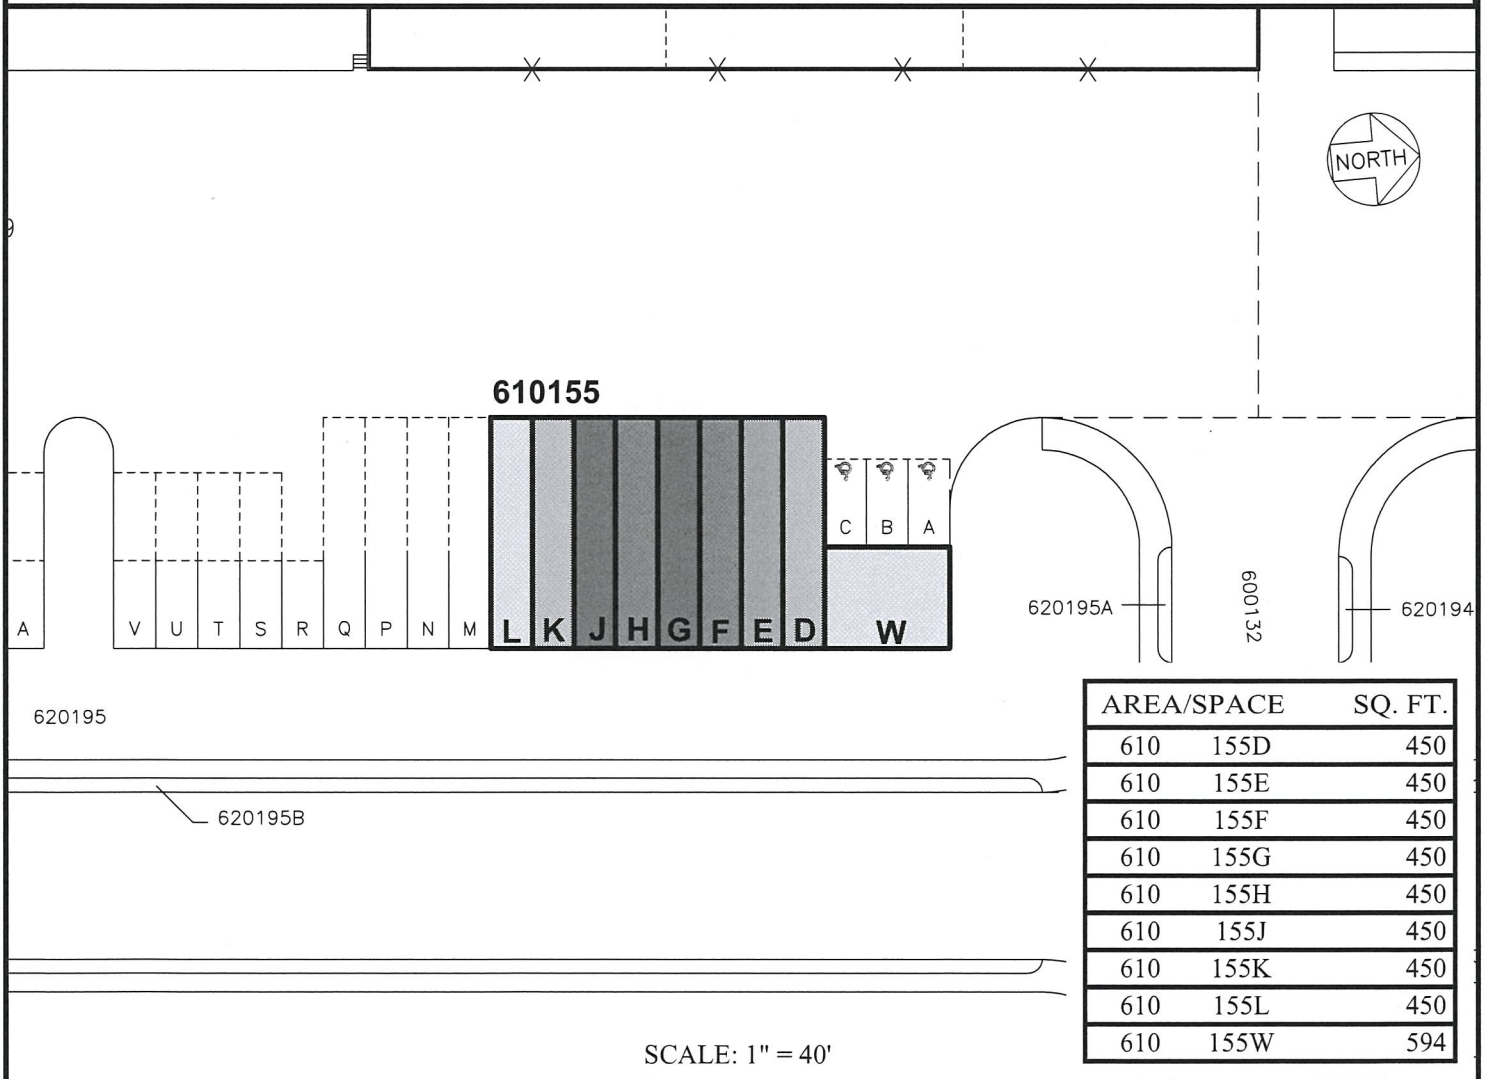 NORTH
9
610155
C B A
A V U T S R Q P N M L K J H G F E D W
620195A
600132
620194
620195
620195B
AREA/SPACE SQ. FT.
610 155D 450
610 155E 450
610 155F 450
610 155G 450
610 155H 450
610 155J 450
610 155K 450
610 155L 450
610 155W 594
SCALE: 1" = 40'